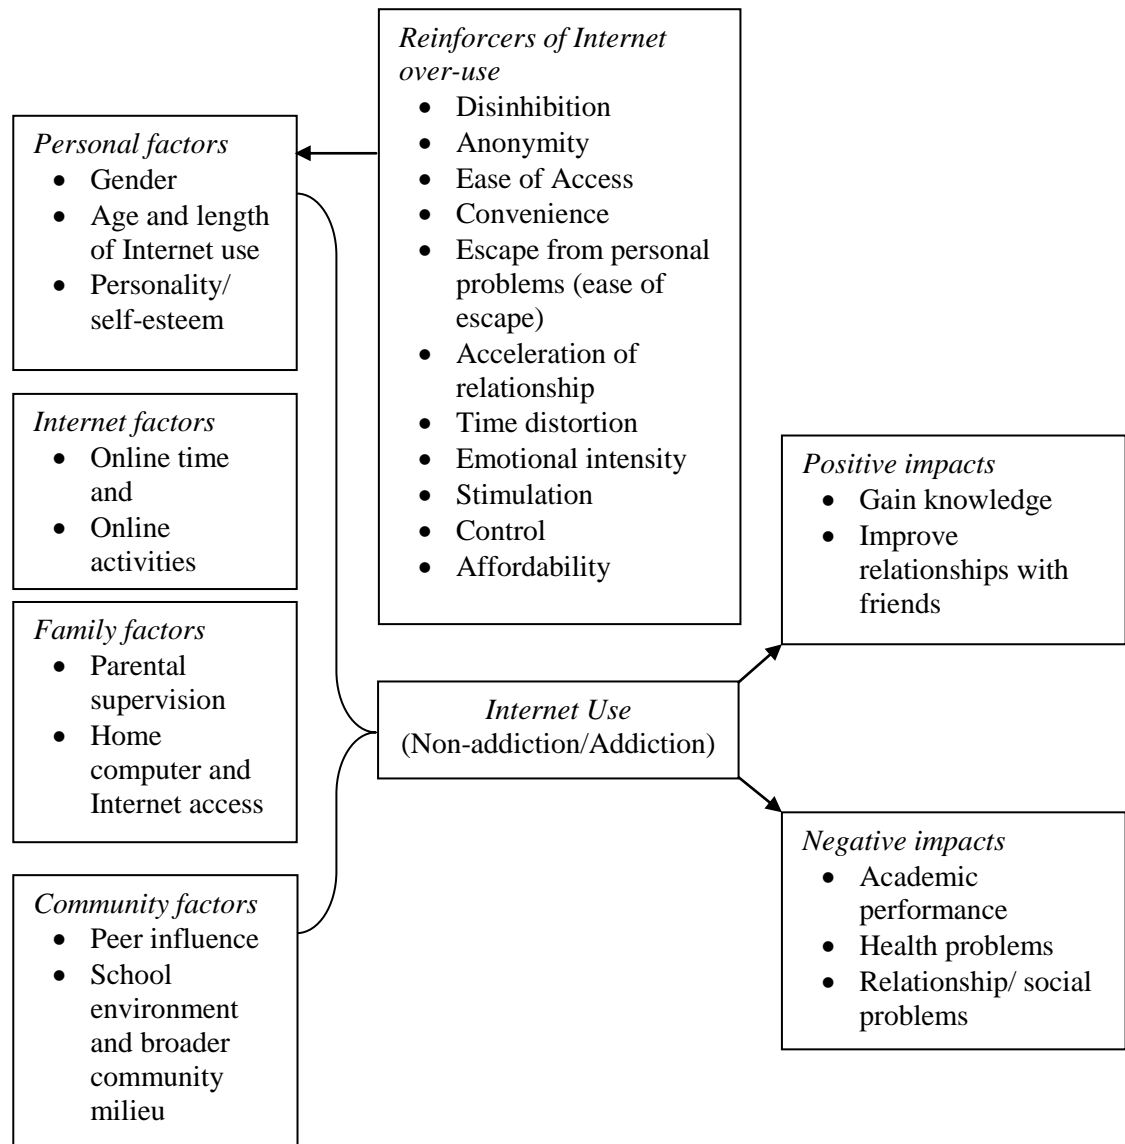 Reinforcers of Internet
over-use
• Disinhibition
• Anonymity
• Ease of Access
• Convenience
• Escape from personal
problems (ease of
escape)
• Acceleration of
relationship
• Time distortion
• Emotional intensity
• Stimulation
• Control
• Affordability
Personal factors
• Gender
• Age and length
of Internet use
• Personality/
self-esteem
Internet factors
• Online time
and
• Online
activities
Family factors
• Parental
supervision
• Home
computer and
Internet access
Community factors
• Peer influence
• School
environment
and broader
community
milieu
Internet Use
(Non-addiction/Addiction)
Positive impacts
• Gain knowledge
• Improve
relationships with
friends
Negative impacts
• Academic
performance
• Health problems
• Relationship/ social
problems